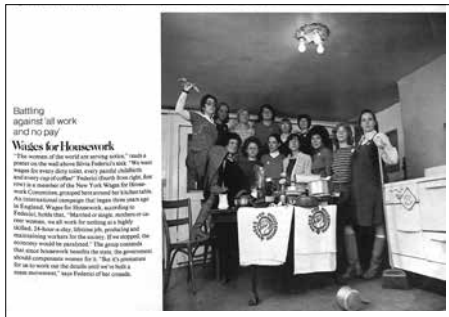 Battling
against 'all work
and no pay'
Wages for Housework
"The women of the world are serving notice," reads a
poster on the wall above Silvia Federici's sink. "We want
wages for every dirty toilet, every painful childbirth,
and every cup of coffee!" Federici (fourth from right, first
row) is a member of the New York Wages for House-
work Committee, grouped here around her kitchen table.
An international campaign that began three years ago
in England, Wages for Housework, according to
Federici, holds that, "Married or single, mothers or ca-
reer women, we all work for nothing at a highly
skilled, 24-hour-a-day, lifetime job, producing and
maintaining workers for the society. If we stopped, the
economy would be paralyzed." The group contends
that since housework benefits the state, the government
should compensate women for it. "But it's premature
for us to work out the details until we've built a
mass movement," says Federici of her crusade.